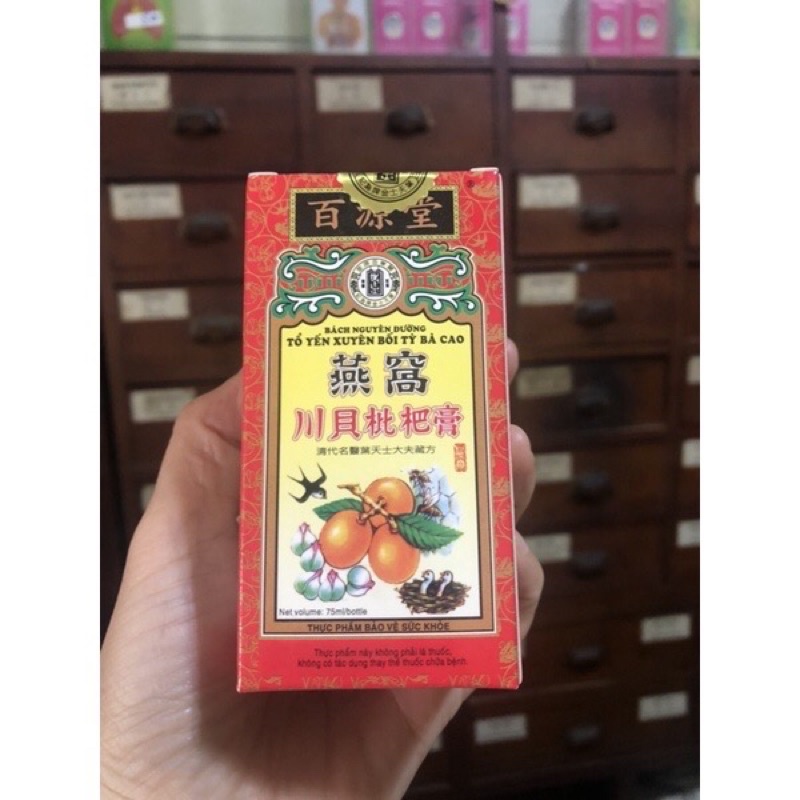 百源堂
BÁCH NGUYÊN ĐƯỜNG
TỔ YẾN XUYÊN BỐI TỲ BÀ CAO
燕窩
川貝枇杷膏
清代名醫葉天士大夫藏方
Net volume: 75ml/bottle
THỰC PHẨM BẢO VỆ SỨC KHỎE
Thực phẩm này không phải là thuốc,
không có tác dụng thay thế thuốc chữa bệnh.